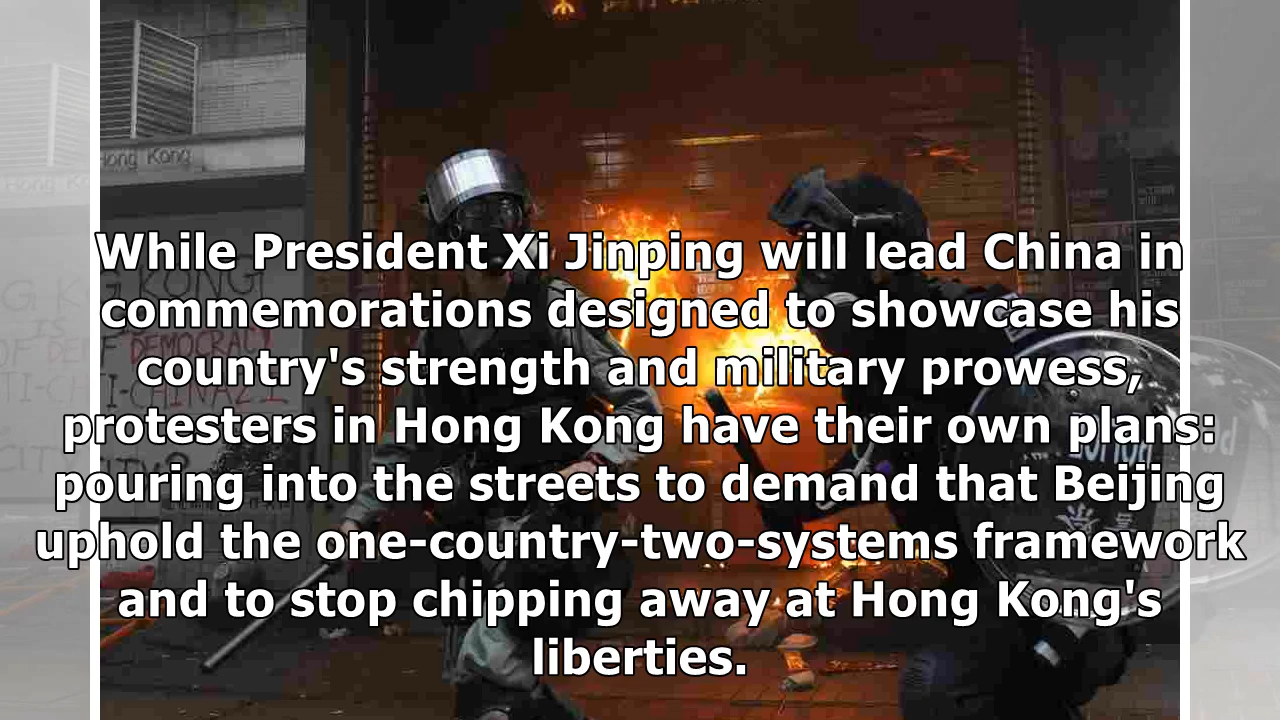 Hong Kong
While President Xi Jinping will lead China in
commemorations designed to showcase his
country's strength and military prowess,
protesters in Hong Kong have their own plans:
pouring into the streets to demand that Beijing
uphold the one-country-two-systems framework
and to stop chipping away at Hong Kong's
liberties.
KONG
DEMOCRACY